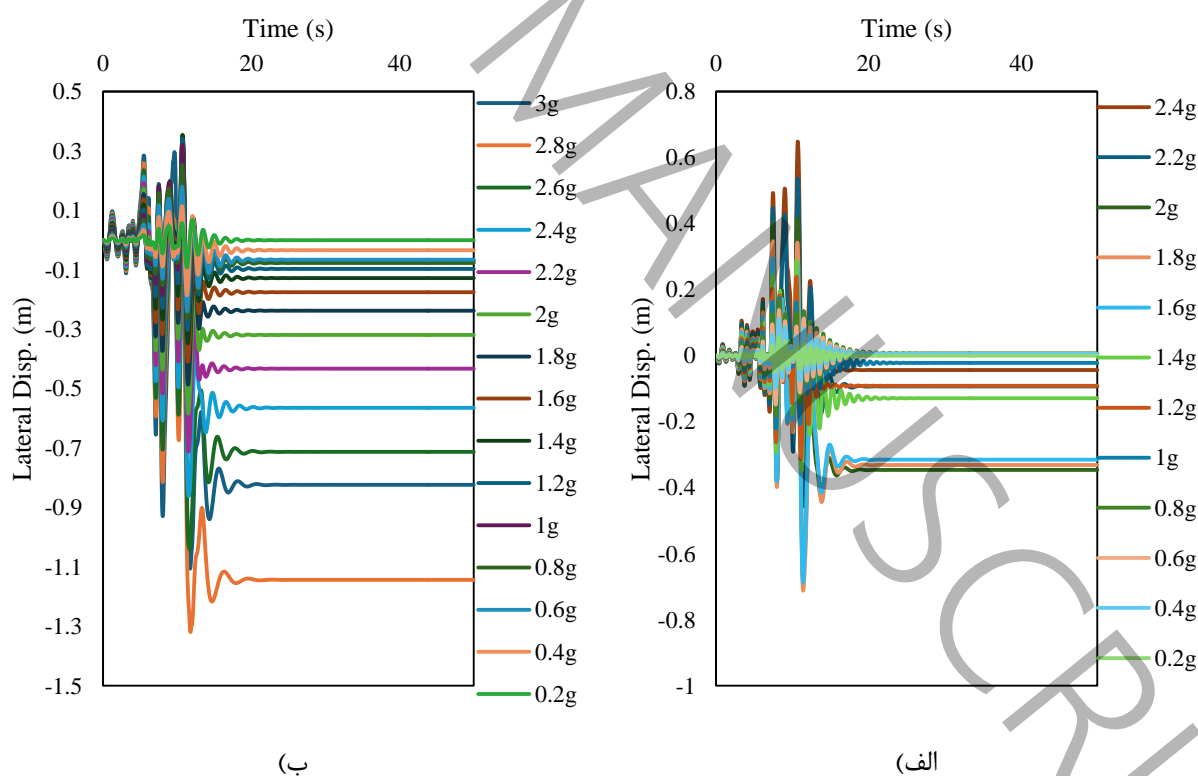 Time (s)
0 20 40
0.5
0.3
0.1
-0.1
-0.3
-0.5
-0.7
-0.9
-1.1
-1.3
-1.5
Lateral Disp. (m)
3g
2.8g
2.6g
2.4g
2.2g
2g
1.8g
1.6g
1.4g
1.2g
1g
0.8g
0.6g
0.4g
0.2g
ب)
Time (s)
0 20 40
0.8
0.6
0.4
0.2
0
-0.2
-0.4
-0.6
-0.8
-1
Lateral Disp. (m)
2.4g
2.2g
2g
1.8g
1.6g
1.4g
1.2g
1g
0.8g
0.6g
0.4g
0.2g
الف)
MANUSCRI